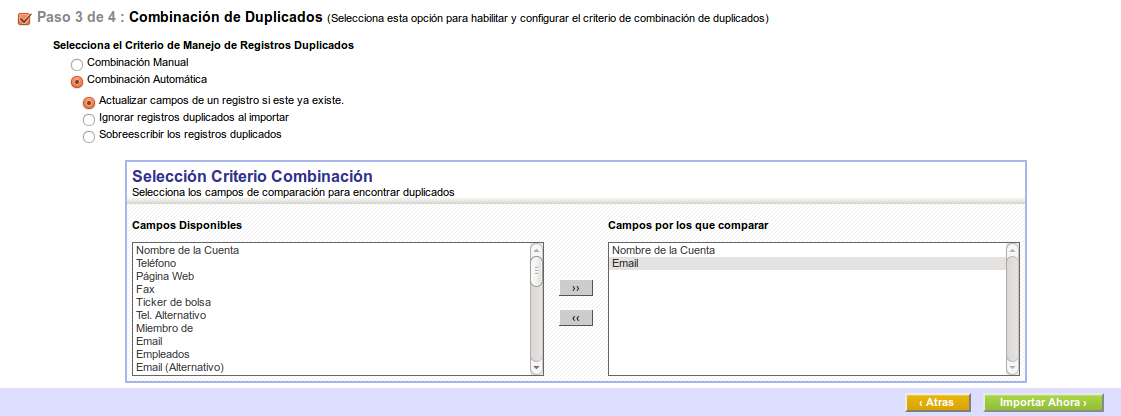 Paso 3 de 4 : Combinación de Duplicados (Selecciona esta opción para habilitar y configurar el criterio de combinación de duplicados)
Selecciona el Criterio de Manejo de Registros Duplicados
Combinación Manual
Combinación Automática
Actualizar campos de un registro si este ya existe.
Ignorar registros duplicados al importar
Sobreescribir los registros duplicados
Selección Criterio Combinación
Selecciona los campos de comparación para encontrar duplicados
Campos Disponibles
Nombre de la Cuenta
Teléfono
Página Web
Fax
Ticker de bolsa
Tel. Alternativo
Miembro de
Email
Empleados
Email (Alternativo)
››
‹‹
Campos por los que comparar
Nombre de la Cuenta
Email
‹ Atras
Importar Ahora ›